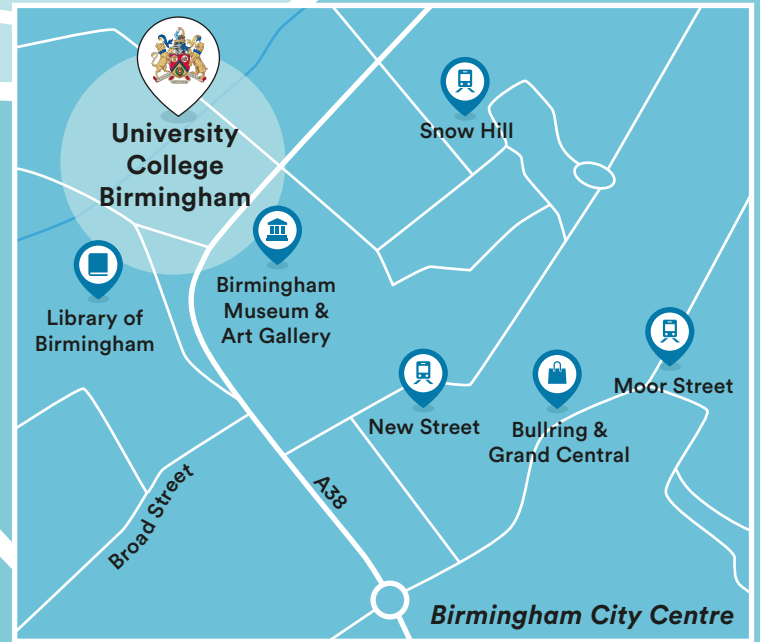 University
College
Birmingham
Snow Hill
Birmingham
Museum &
Art Gallery
Library of
Birmingham
Moor Street
New Street
Bullring &
Grand Central
A38
Broad Street
Birmingham City Centre